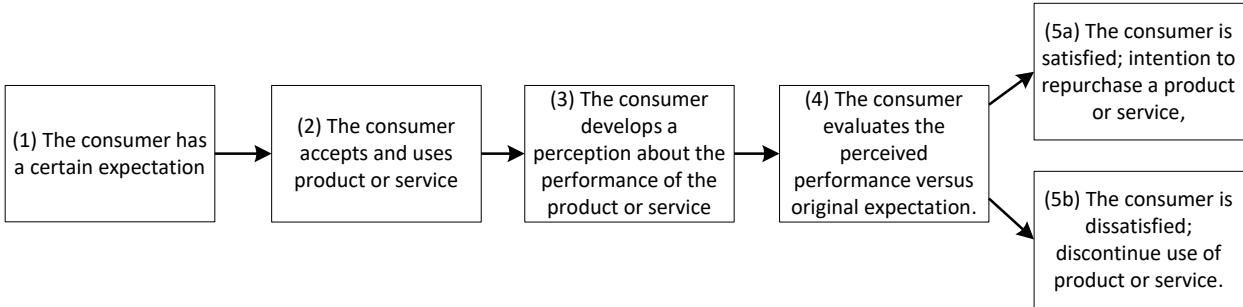 (1) The consumer has
a certain expectation
(2) The consumer
accepts and uses
product or service
(3) The consumer
develops a
perception about the
performance of the
product or service
(4) The consumer
evaluates the
perceived
performance versus
original expectation.
(5a) The consumer is
satisfied; intention to
repurchase a product
or service,
(5b) The consumer is
dissatisfied;
discontinue use of
product or service.